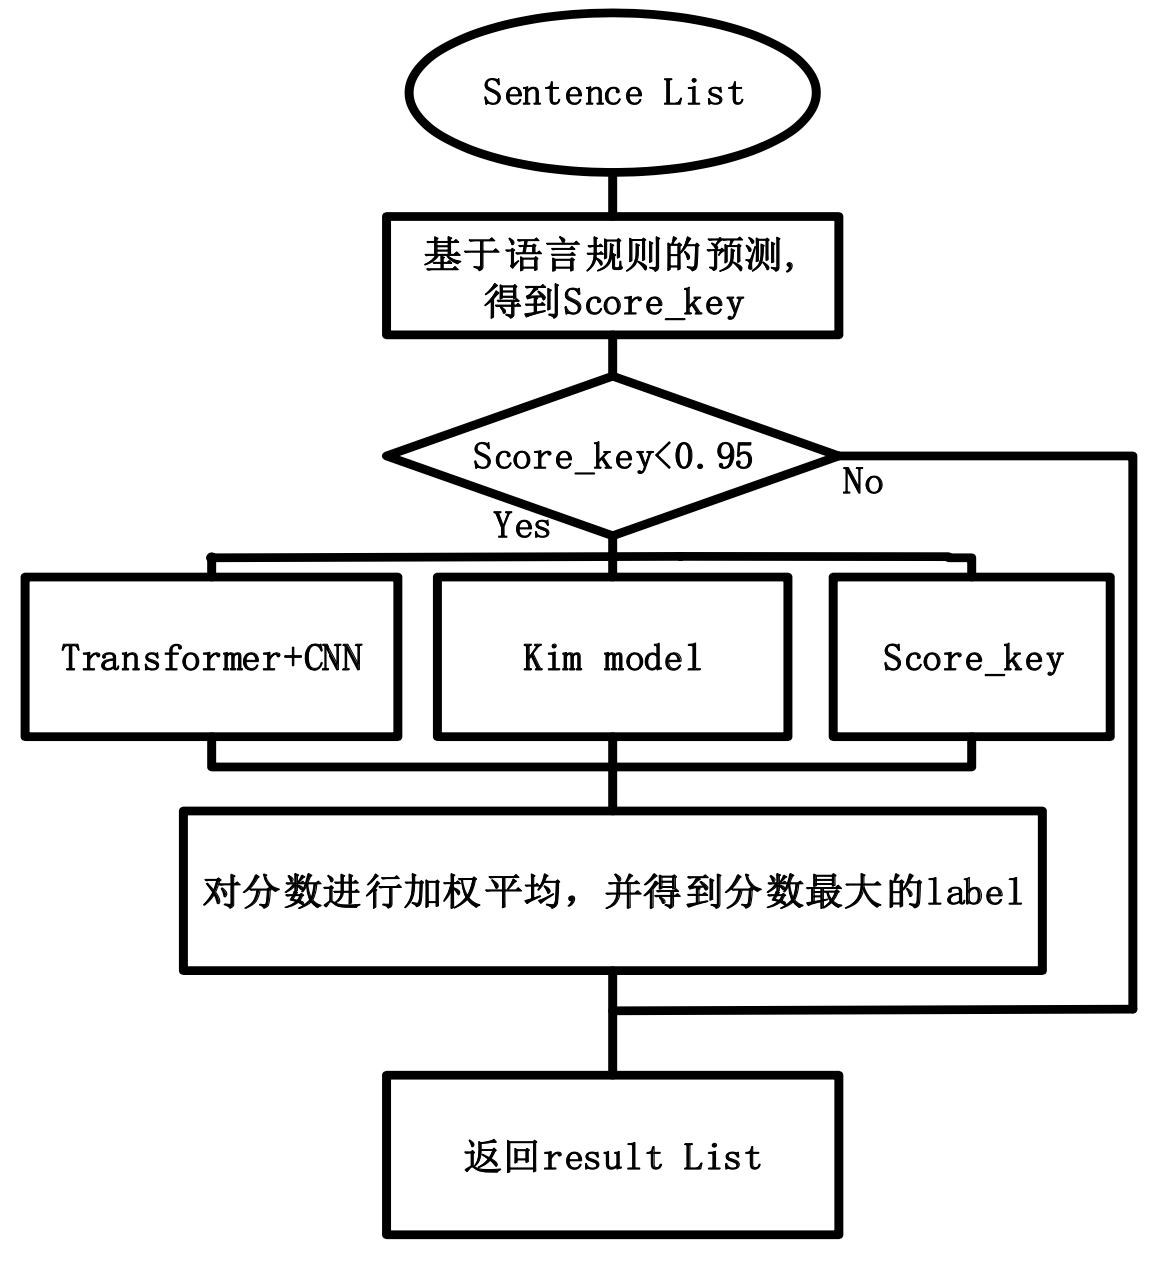 Sentence List
基于语言规则的预测,
得到Score_key
Score_key<0.95
No
Yes
Transformer+CNN
Kim model
Score_key
对分数进行加权平均，并得到分数最大的label
返回result List